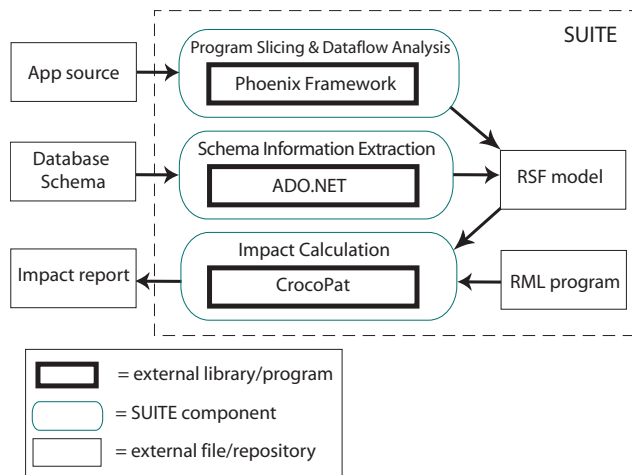 SUITE
Program Slicing & Dataflow Analysis
App source
Phoenix Framework
Database
Schema
Schema Information Extraction
ADO.NET
RSF model
Impact Calculation
Impact report
CrocoPat
RML program
= external library/program
= SUITE component
= external file/repository